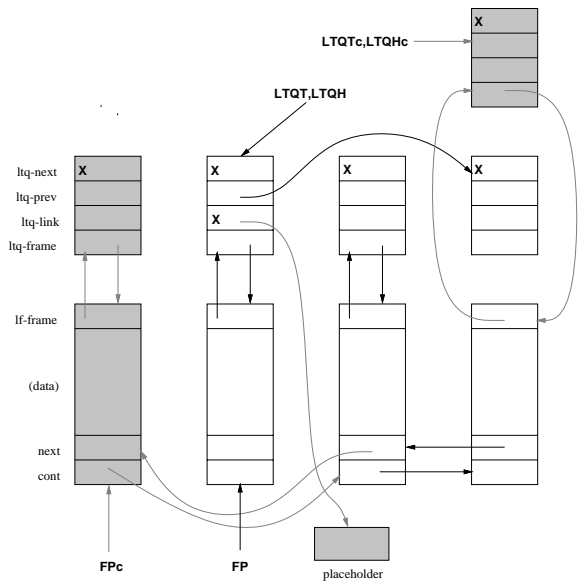 X
LTQTc,LTQHc
LTQT,LTQH
ltq-next X X X X
ltq-prev
ltq-link X
ltq-frame
lf-frame
(data)
next
cont
FPc FP
placeholder